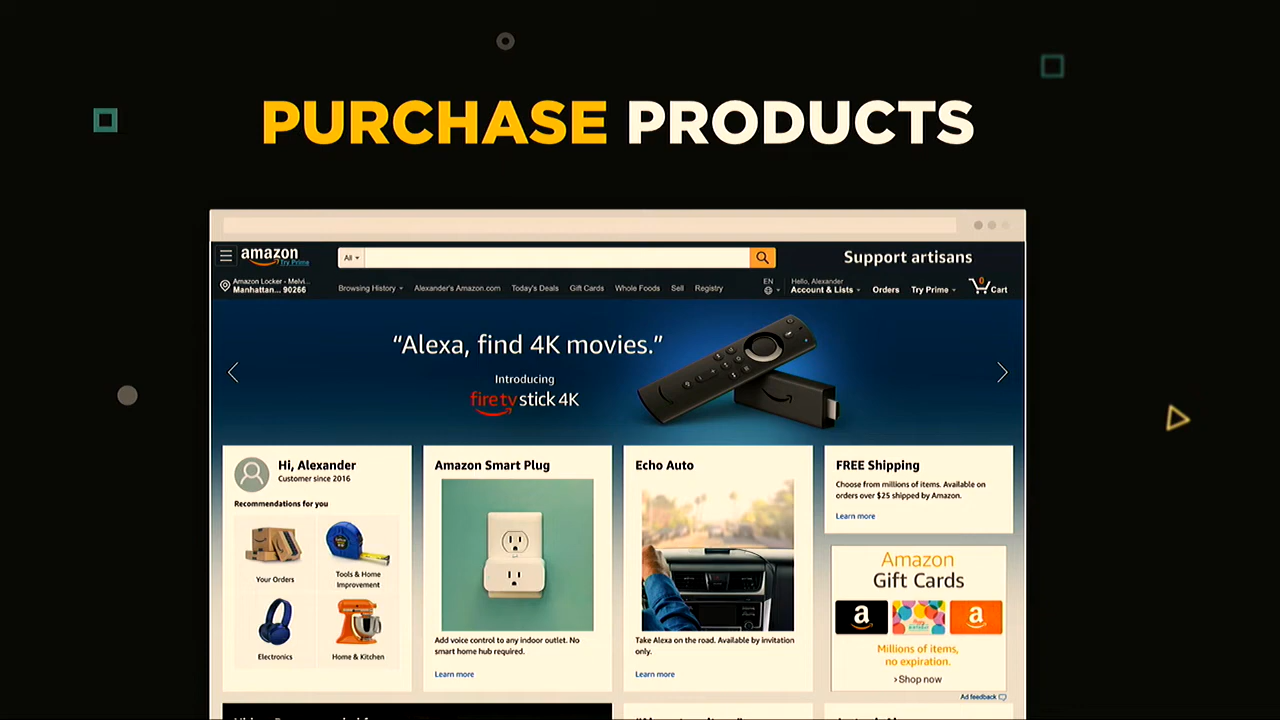 PURCHASE PRODUCTS
amazon
Try Prime
All
Support artisans
Amazon Locker - Melvi...
Manhattan... 90266
Browsing History
Alexander's Amazon.com
Today's Deals
Gift Cards
Whole Foods
Sell
Registry
EN
Hello, Alexander
Account & Lists
Orders
Try Prime
0
Cart
“Alexa, find 4K movies.”
Introducing
fire tv stick 4K
Hi, Alexander
Customer since 2016
Recommendations for you
Your Orders
Tools & Home
Improvement
Electronics
Home & Kitchen
Amazon Smart Plug
Add voice control to any indoor outlet. No
smart home hub required.
Learn more
Echo Auto
Take Alexa on the road. Available by invitation
only.
Learn more
FREE Shipping
Choose from millions of items. Available on
orders over $25 shipped by Amazon.
Learn more
Amazon
Gift Cards
a
a
Millions of items,
no expiration.
›Shop now
Ad feedback